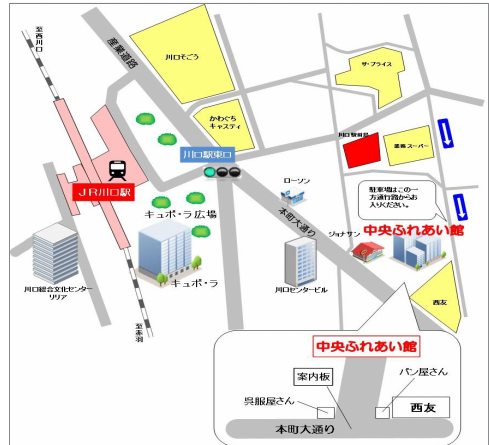 至西川口
産業道路
川口そごう
ザ・プライス
かわぐち
キャスティ
川口駅前局
業務スーパー
川口駅東口
JR川口駅
駐車場はこの一
方通行路からお
入りください。
ローソン
キュポ・ラ広場
本町大通り
ジョナサン
中央ふれあい館
川口総合文化センター
リリア
キュポ・ラ
川口センタービル
西友
至赤羽
中央ふれあい館
案内板
パン屋さん
呉服屋さん
西友
本町大通り